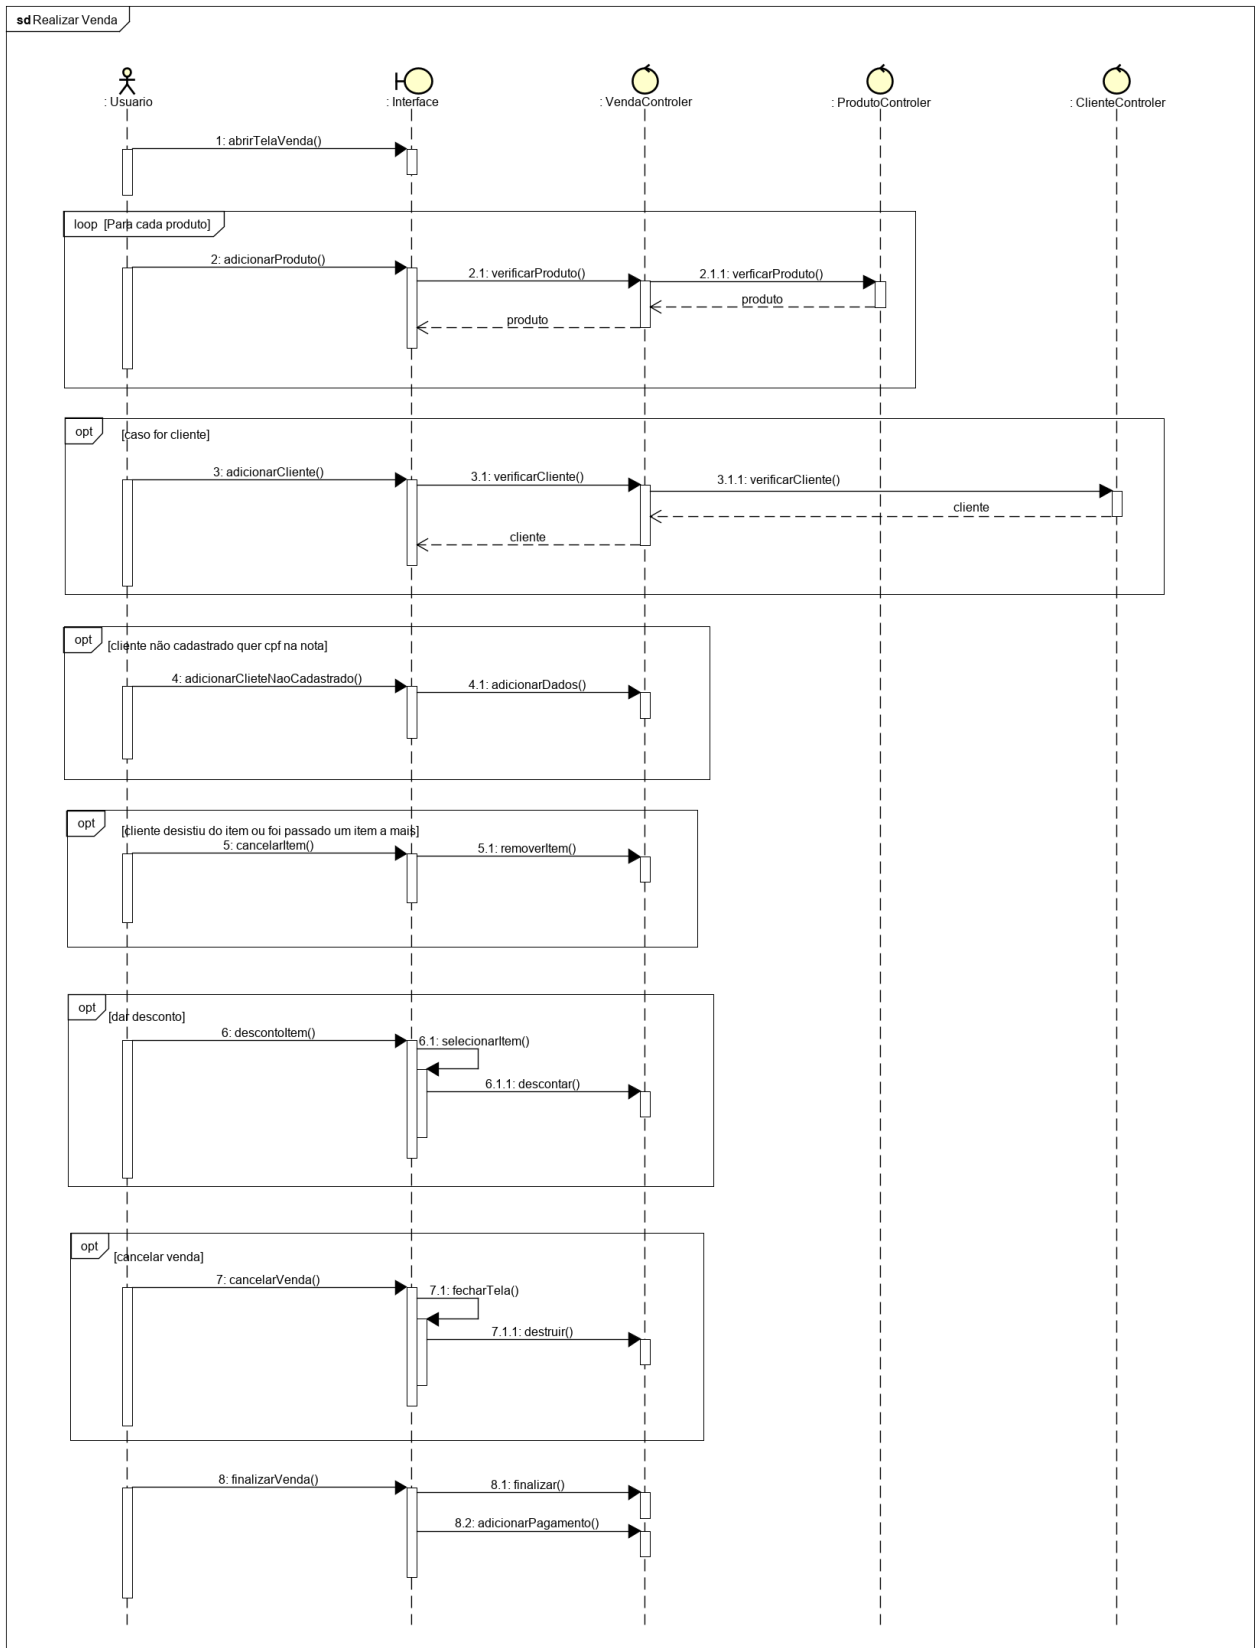 sd Realizar Venda
: Usuario
: Interface
: VendaControler
: ProdutoControler
: ClienteControler
1: abrirTelaVenda()
loop [Para cada produto]
2: adicionarProduto()
2.1: verificarProduto()
2.1.1: verficarProduto()
produto
produto
opt
[caso for cliente]
3: adicionarCliente()
3.1: verificarCliente()
3.1.1: verificarCliente()
cliente
cliente
opt
[cliente não cadastrado quer cpf na nota]
4: adicionarClieteNaoCadastrado()
4.1: adicionarDados()
opt
[cliente desistiu do item ou foi passado um item a mais]
5: cancelarItem()
5.1: removerItem()
opt
[dar desconto]
6: descontoItem()
6.1: selecionarItem()
6.1.1: descontar()
opt
[cancelar venda]
7: cancelarVenda()
7.1: fecharTela()
7.1.1: destruir()
8: finalizarVenda()
8.1: finalizar()
8.2: adicionarPagamento()